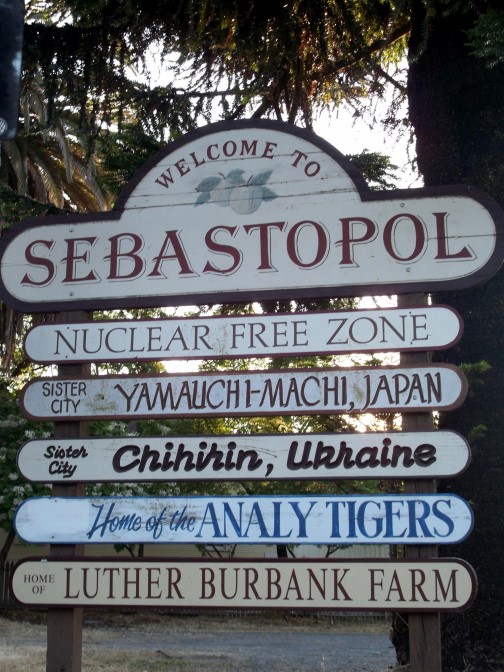 WELCOME TO
SEBASTOPOL
NUCLEAR FREE ZONE
SISTER
CITY
YAMAUCHI-MACHI, JAPAN
Sister
City
Chihirin, Ukraine
Home of the ANALY TIGERS
HOME
OF
LUTHER BURBANK FARM